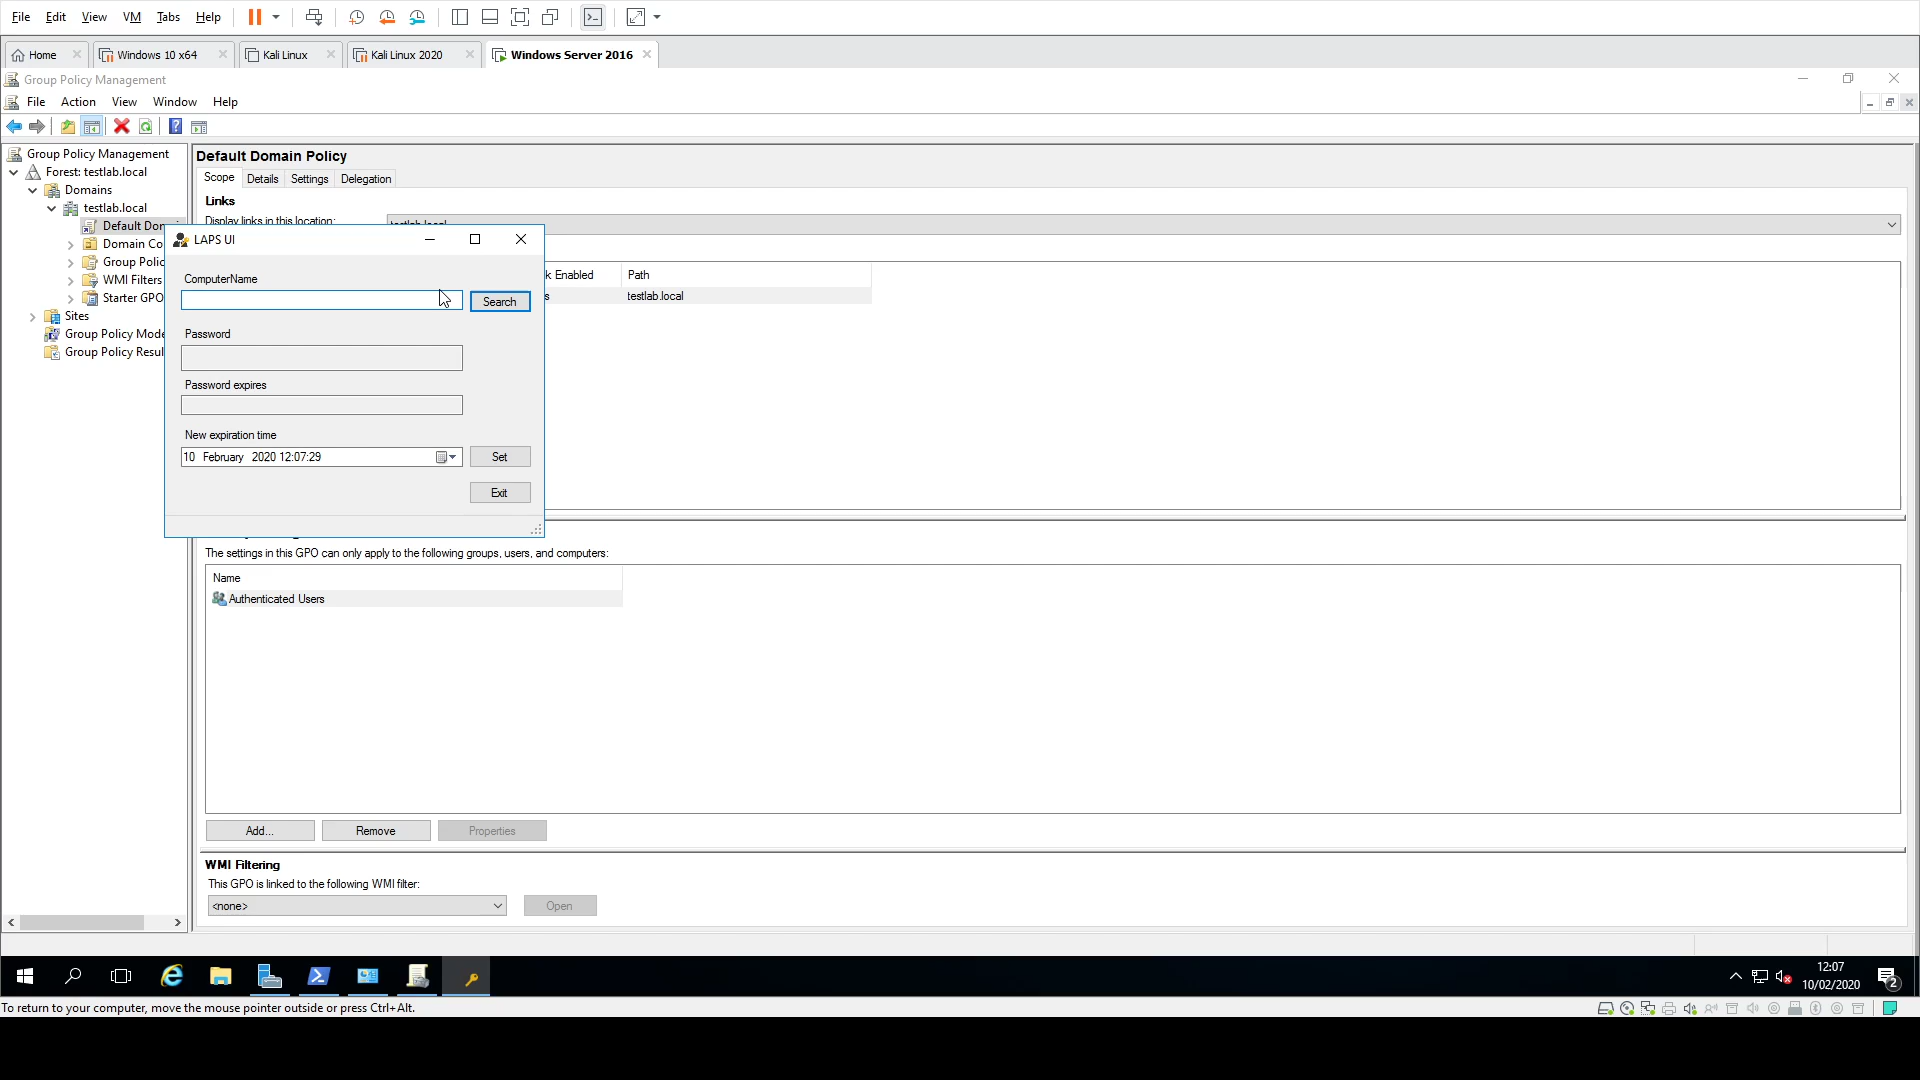 File Edit View VM Tabs Help
Home Windows 10 x64 Kali Linux Kali Linux 2020 Windows Server 2016
Group Policy Management
File Action View Window Help
Group Policy Management
Forest: testlab.local
Domains
testlab.local
Default Don
Domain Co
Group Polic
WMI Filters
Starter GPO
Sites
Group Policy Mode
Group Policy Resul
Default Domain Policy
Scope Details Settings Delegation
Links
Display links in this location:
testlab.local
k Enabled Path
s testlab.local
LAPS UI
ComputerName
Search
Password
Password expires
New expiration time
10 February 2020 12:07:29
Set
Exit
The settings in this GPO can only apply to the following groups, users, and computers:
Name
Authenticated Users
Add... Remove Properties
WMI Filtering
This GPO is linked to the following WMI filter:
<none> Open
12:07
10/02/2020
2
To return to your computer, move the mouse pointer outside or press Ctrl+Alt.